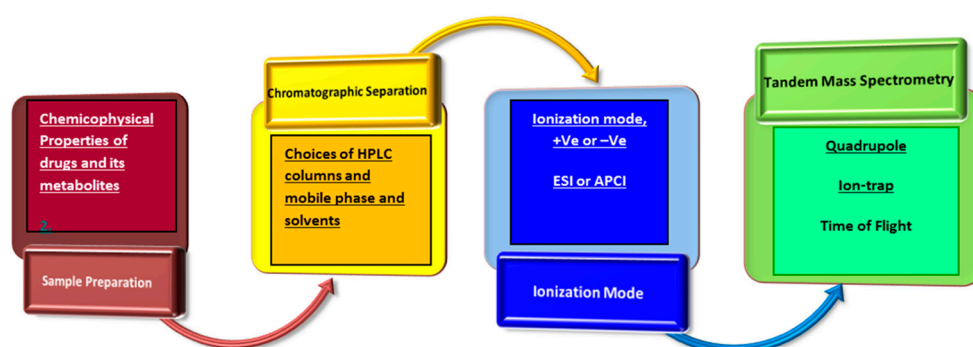 Chemicophysical
Properties of
drugs and its
metabolites
2.
Sample Preparation
Chromatographic Separation
Choices of HPLC
columns and
mobile phase and
solvents
Ionization mode,
+Ve or –Ve
ESI or APCI
Ionization Mode
Tandem Mass Spectrometry
Quadrupole
Ion-trap
Time of Flight